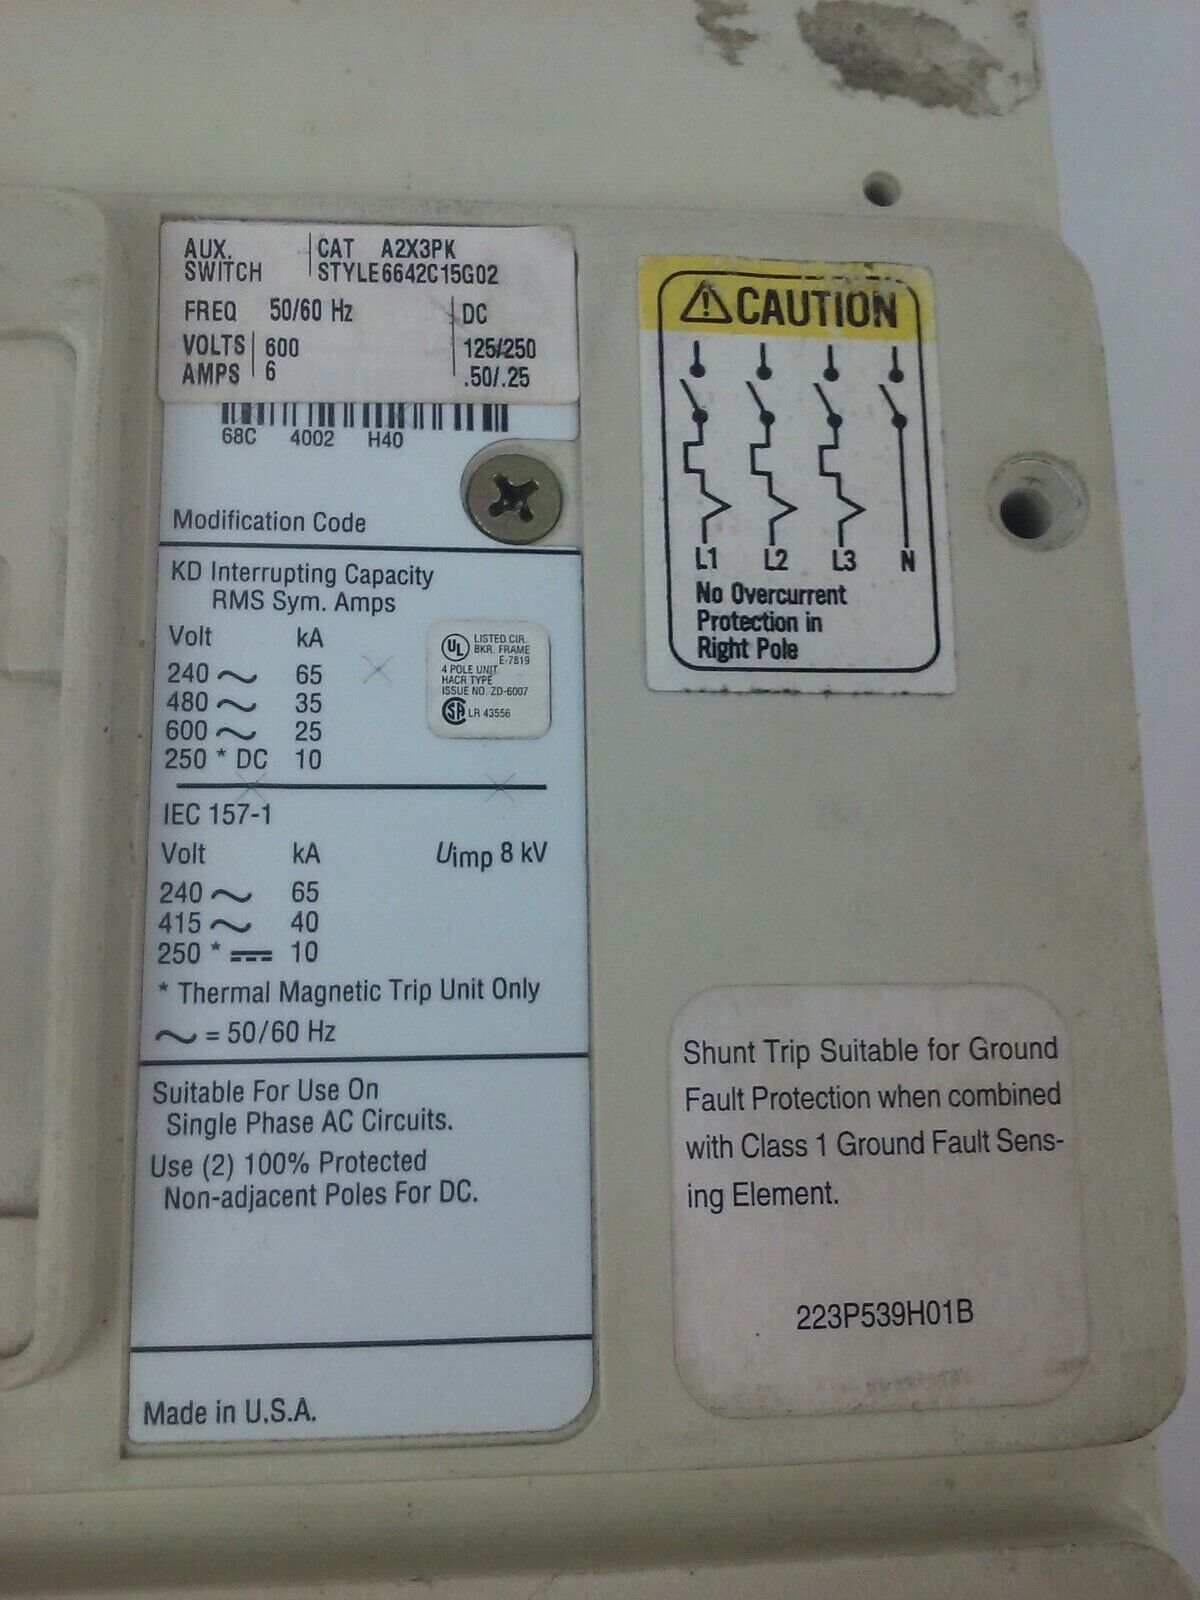 AUX. CAT A2X3PK
SWITCH STYLE6642C15G02
FREQ 50/60 Hz DC
VOLTS 600 125/250
AMPS 6 .50/.25
68C 4002 H40
Modification Code
KD Interrupting Capacity
RMS Sym. Amps
Volt kA
240 ~ 65
480 ~ 35
600 ~ 25
250 * DC 10
UL LISTED CIR.
BKR. FRAME
E-7819
4 POLE UNIT
HACR TYPE
ISSUE NO. ZD-6007
SA LR 43556
IEC 157-1
Volt kA Uimp 8 kV
240 ~ 65
415 ~ 40
250 * ⎓ 10
* Thermal Magnetic Trip Unit Only
~ = 50/60 Hz
Suitable For Use On
Single Phase AC Circuits.
Use (2) 100% Protected
Non-adjacent Poles For DC.
Made in U.S.A.
CAUTION
L1 L2 L3 N
No Overcurrent
Protection in
Right Pole
Shunt Trip Suitable for Ground
Fault Protection when combined
with Class 1 Ground Fault Sens-
ing Element.
223P539H01B